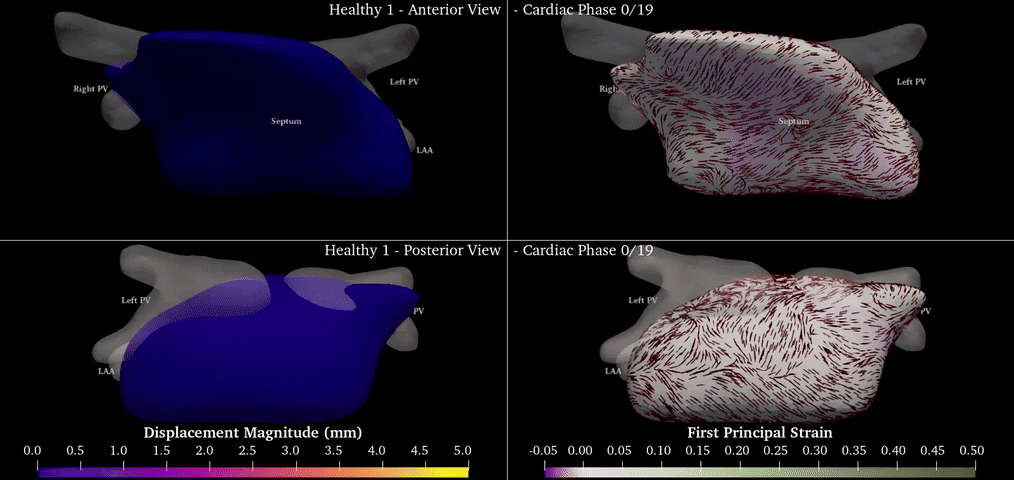 Healthy 1 - Anterior View - Cardiac Phase 0/19
Left PV
Right PV
Septum
LAA
Left PV
Septum
Healthy 1 - Posterior View - Cardiac Phase 0/19
Left PV
PV
LAA
Left PV
PV
LAA
Displacement Magnitude (mm)
0.0 0.5 1.0 1.5 2.0 2.5 3.0 3.5 4.0 4.5 5.0
First Principal Strain
-0.05 0.00 0.05 0.10 0.20 0.20 0.30 0.35 0.40 0.45 0.50